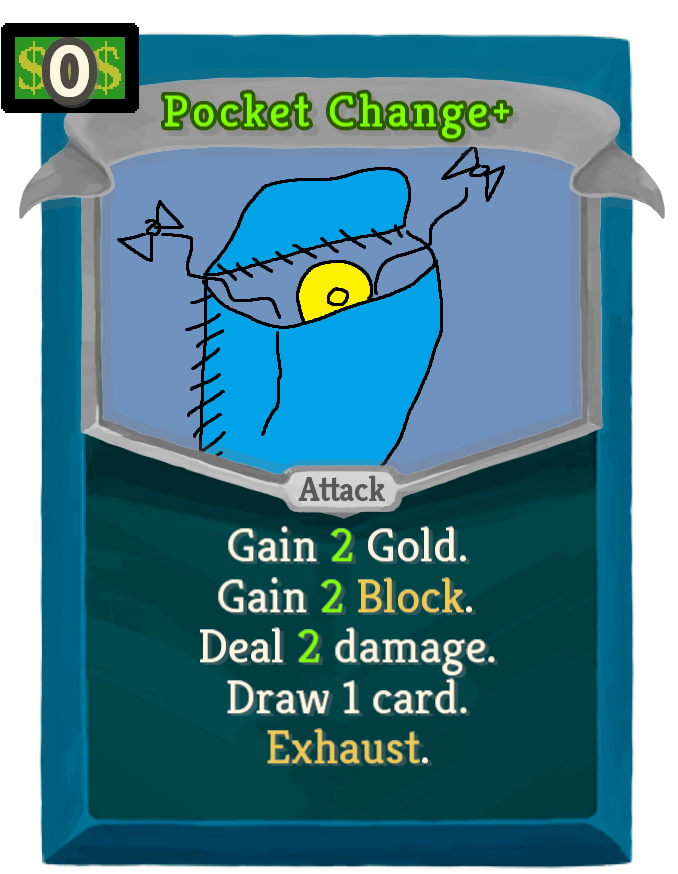 $0$
Pocket Change+
Attack
Gain 2 Gold.
Gain 2 Block.
Deal 2 damage.
Draw 1 card.
Exhaust.